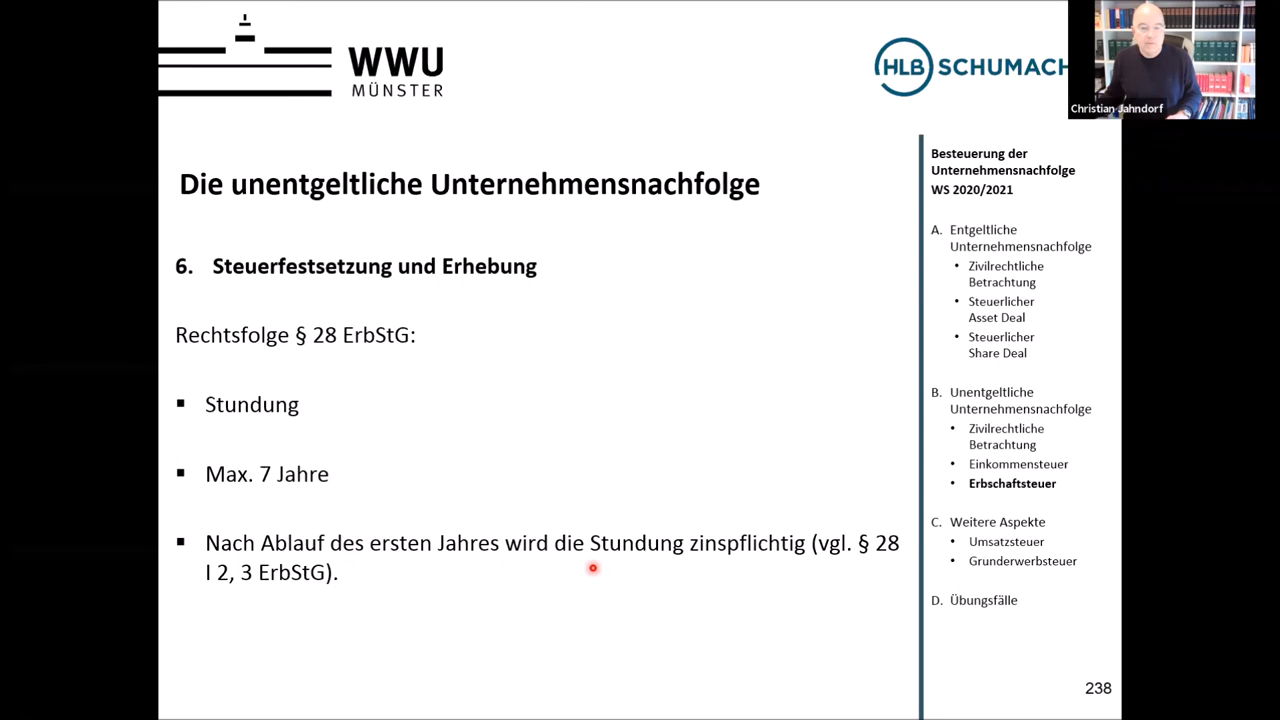 WWU
MÜNSTER
HLB SCHUMACH
Christian Jahndorf
Die unentgeltliche Unternehmensnachfolge
6. Steuerfestsetzung und Erhebung
Rechtsfolge § 28 ErbStG:
▪ Stundung
▪ Max. 7 Jahre
▪ Nach Ablauf des ersten Jahres wird die Stundung zinspflichtig (vgl. § 28
I 2, 3 ErbStG).
Besteuerung der
Unternehmensnachfolge
WS 2020/2021
A. Entgeltliche
Unternehmensnachfolge
• Zivilrechtliche
Betrachtung
• Steuerlicher
Asset Deal
• Steuerlicher
Share Deal
B. Unentgeltliche
Unternehmensnachfolge
• Zivilrechtliche
Betrachtung
• Einkommensteuer
• Erbschaftsteuer
C. Weitere Aspekte
• Umsatzsteuer
• Grunderwerbsteuer
D. Übungsfälle
238